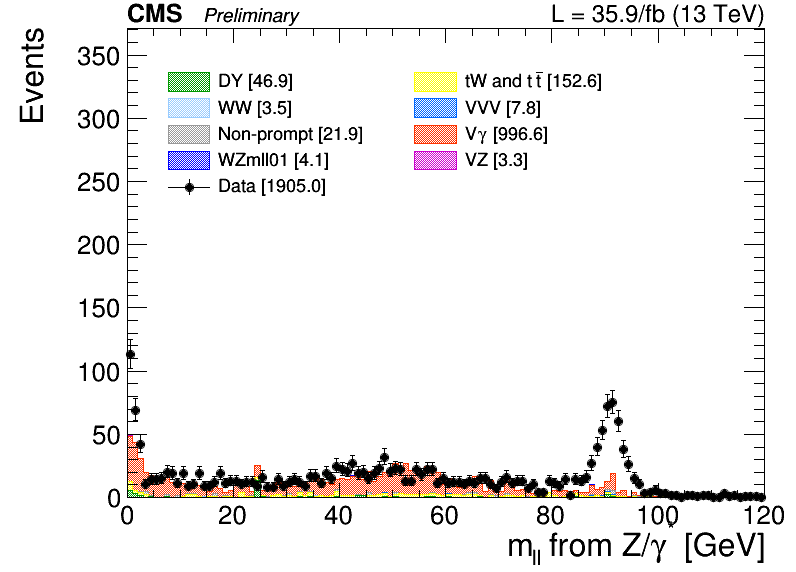 CMS Preliminary L = 35.9/fb (13 TeV)
Events
350
300
250
200
150
100
50
0
DY [46.9]
WW [3.5]
Non-prompt [21.9]
WZmll01 [4.1]
Data [1905.0]
tW and tt̅ [152.6]
VVV [7.8]
Vγ [996.6]
VZ [3.3]
0 20 40 60 80 100 120
m_ll from Z/γ* [GeV]